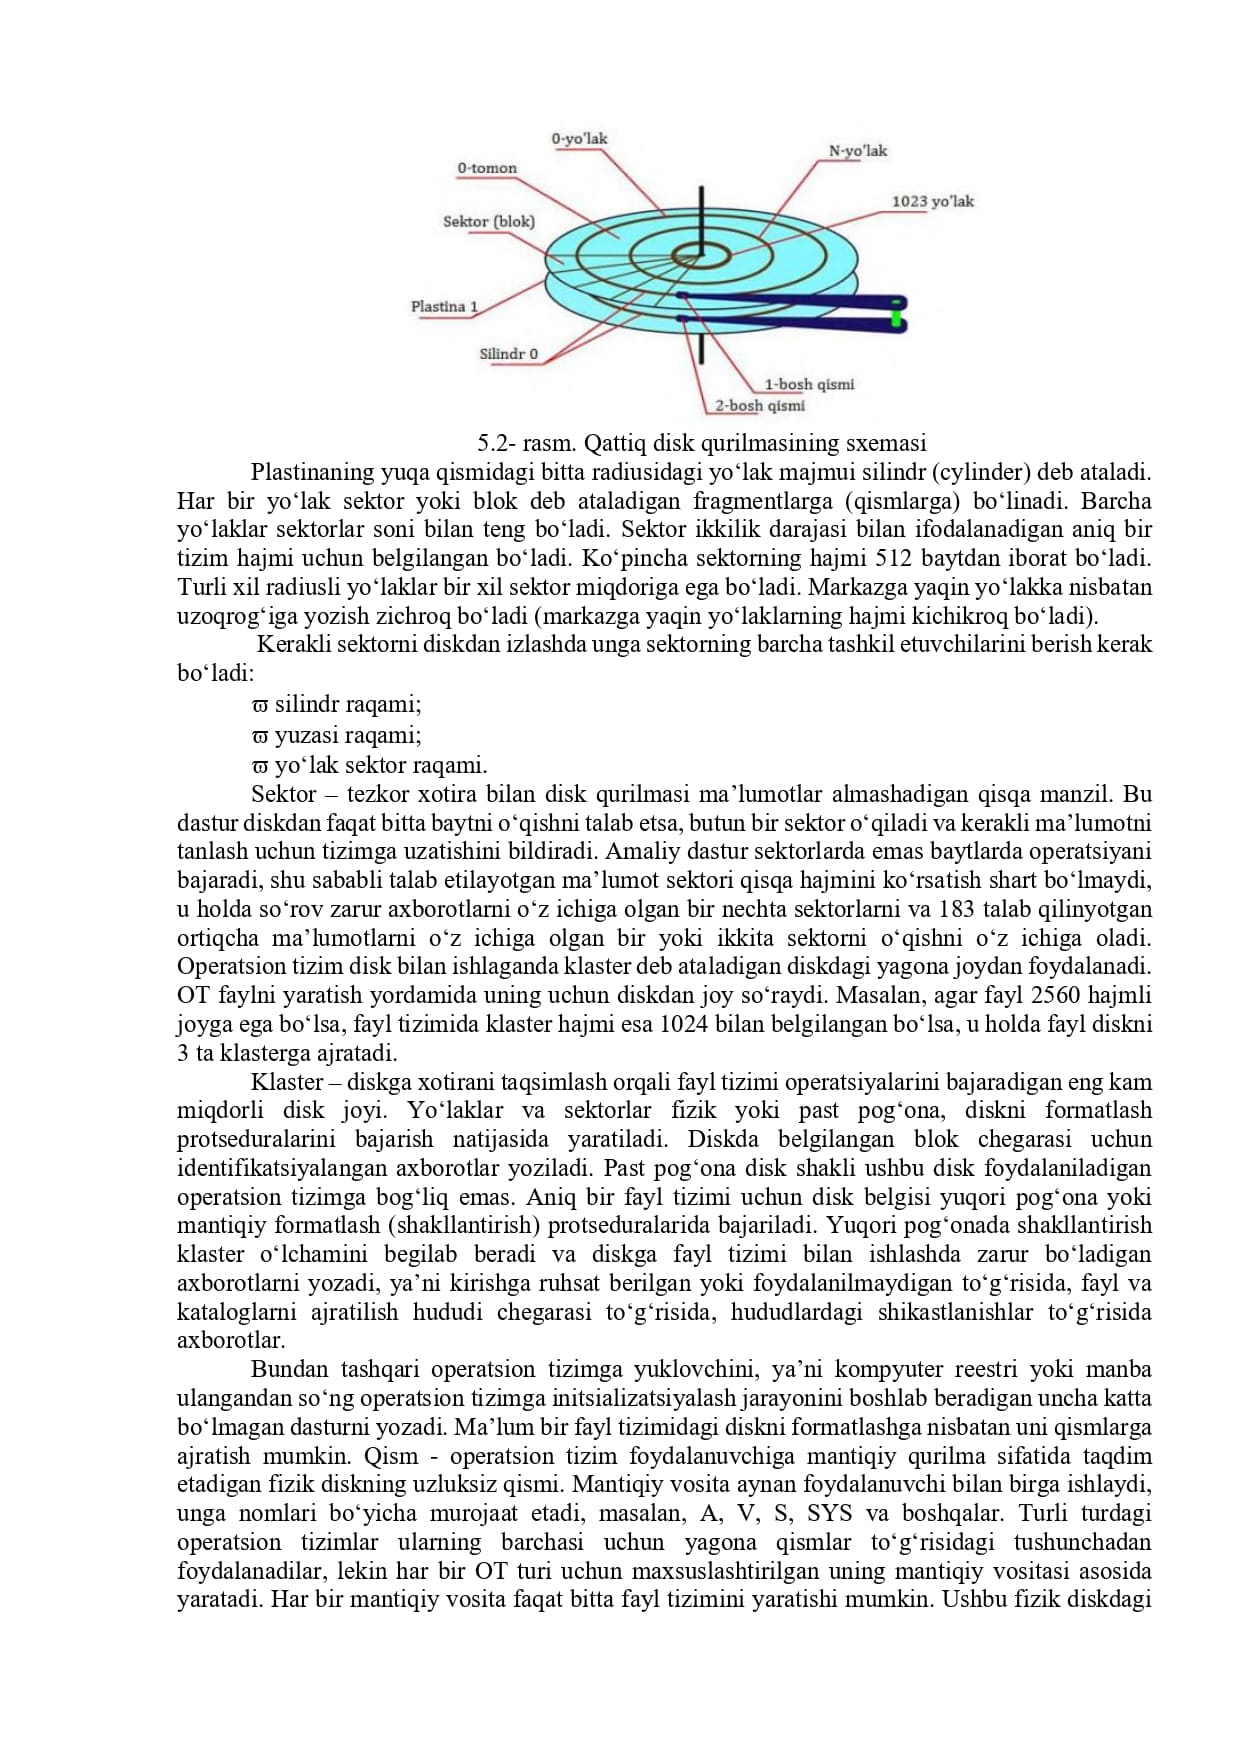 0-yo'lak
N-yo'lak
0-tomon
1023 yo'lak
Sektor (blok)
Plastina 1
Silindr 0
1-bosh qismi
2-bosh qismi
5.2- rasm. Qattiq disk qurilmasining sxemasi
Plastinaning yuqa qismidagi bitta radiusidagi yo‘lak majmui silindr (cylinder) deb ataladi.
Har bir yo‘lak sektor yoki blok deb ataladigan fragmentlarga (qismlarga) bo‘linadi. Barcha
yo‘laklar sektorlar soni bilan teng bo‘ladi. Sektor ikkilik darajasi bilan ifodalanadigan aniq bir
tizim hajmi uchun belgilangan bo‘ladi. Ko‘pincha sektorning hajmi 512 baytdan iborat bo‘ladi.
Turli xil radiusli yo‘laklar bir xil sektor miqdoriga ega bo‘ladi. Markazga yaqin yo‘lakka nisbatan
uzoqrog‘iga yozish zichroq bo‘ladi (markazga yaqin yo‘laklarning hajmi kichikroq bo‘ladi).
Kerakli sektorni diskdan izlashda unga sektorning barcha tashkil etuvchilarini berish kerak
bo‘ladi:
ϖ silindr raqami;
ϖ yuzasi raqami;
ϖ yo‘lak sektor raqami.
Sektor – tezkor xotira bilan disk qurilmasi ma’lumotlar almashadigan qisqa manzil. Bu
dastur diskdan faqat bitta baytni o‘qishni talab etsa, butun bir sektor o‘qiladi va kerakli ma’lumotni
tanlash uchun tizimga uzatishini bildiradi. Amaliy dastur sektorlarda emas baytlarda operatsiyani
bajaradi, shu sababli talab etilayotgan ma’lumot sektori qisqa hajmini ko‘rsatish shart bo‘lmaydi,
u holda so‘rov zarur axborotlarni o‘z ichiga olgan bir nechta sektorlarni va 183 talab qilinyotgan
ortiqcha ma’lumotlarni o‘z ichiga olgan bir yoki ikkita sektorni o‘qishni o‘z ichiga oladi.
Operatsion tizim disk bilan ishlaganda klaster deb ataladigan diskdagi yagona joydan foydalanadi.
OT faylni yaratish yordamida uning uchun diskdan joy so‘raydi. Masalan, agar fayl 2560 hajmli
joyga ega bo‘lsa, fayl tizimida klaster hajmi esa 1024 bilan belgilangan bo‘lsa, u holda fayl diskni
3 ta klasterga ajratadi.
Klaster – diskga xotirani taqsimlash orqali fayl tizimi operatsiyalarini bajaradigan eng kam
miqdorli disk joyi. Yo‘laklar va sektorlar fizik yoki past pog‘ona, diskni formatlash
protseduralarini bajarish natijasida yaratiladi. Diskda belgilangan blok chegarasi uchun
identifikatsiyalangan axborotlar yoziladi. Past pog‘ona disk shakli ushbu disk foydalaniladigan
operatsion tizimga bog‘liq emas. Aniq bir fayl tizimi uchun disk belgisi yuqori pog‘ona yoki
mantiqiy formatlash (shakllantirish) protseduralarida bajariladi. Yuqori pog‘onada shakllantirish
klaster o‘lchamini begilab beradi va diskga fayl tizimi bilan ishlashda zarur bo‘ladigan
axborotlarni yozadi, ya’ni kirishga ruhsat berilgan yoki foydalanilmaydigan to‘g‘risida, fayl va
kataloglarni ajratilish hududi chegarasi to‘g‘risida, hududlardagi shikastlanishlar to‘g‘risida
axborotlar.
Bundan tashqari operatsion tizimga yuklovchini, ya’ni kompyuter reestri yoki manba
ulangandan so‘ng operatsion tizimga initsializatsiyalash jarayonini boshlab beradigan uncha katta
bo‘lmagan dasturni yozadi. Ma’lum bir fayl tizimidagi diskni formatlashga nisbatan uni qismlarga
ajratish mumkin. Qism - operatsion tizim foydalanuvchiga mantiqiy qurilma sifatida taqdim
etadigan fizik diskning uzluksiz qismi. Mantiqiy vosita aynan foydalanuvchi bilan birga ishlaydi,
unga nomlari bo‘yicha murojaat etadi, masalan, A, V, S, SYS va boshqalar. Turli turdagi
operatsion tizimlar ularning barchasi uchun yagona qismlar to‘g‘risidagi tushunchadan
foydalanadilar, lekin har bir OT turi uchun maxsuslashtirilgan uning mantiqiy vositasi asosida
yaratadi. Har bir mantiqiy vosita faqat bitta fayl tizimini yaratishi mumkin. Ushbu fizik diskdagi